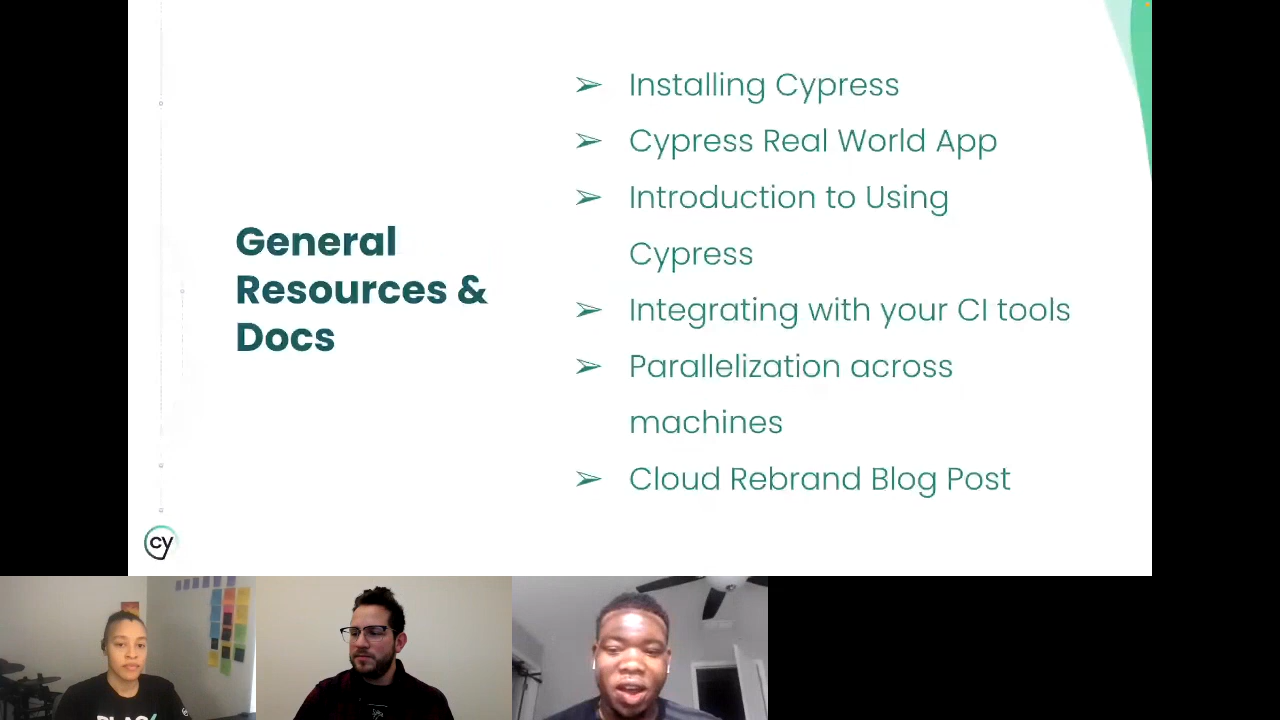 General
Resources &
Docs
➢ Installing Cypress
➢ Cypress Real World App
➢ Introduction to Using
Cypress
➢ Integrating with your CI tools
➢ Parallelization across
machines
➢ Cloud Rebrand Blog Post
cy